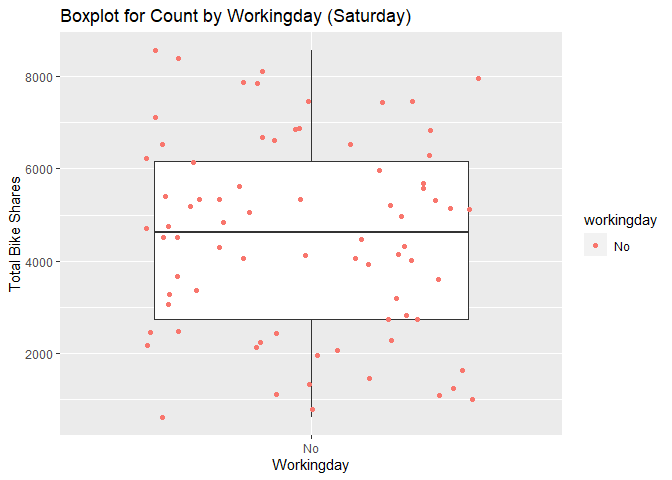 Boxplot for Count by Workingday (Saturday)
Total Bike Shares
8000
6000
4000
2000
No
Workingday
workingday
No